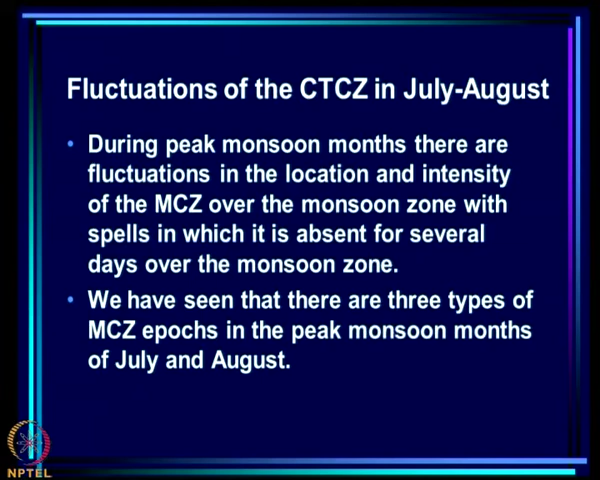 Fluctuations of the CTCZ in July-August
• During peak monsoon months there are
fluctuations in the location and intensity
of the MCZ over the monsoon zone with
spells in which it is absent for several
days over the monsoon zone.
• We have seen that there are three types of
MCZ epochs in the peak monsoon months
of July and August.
NPTEL